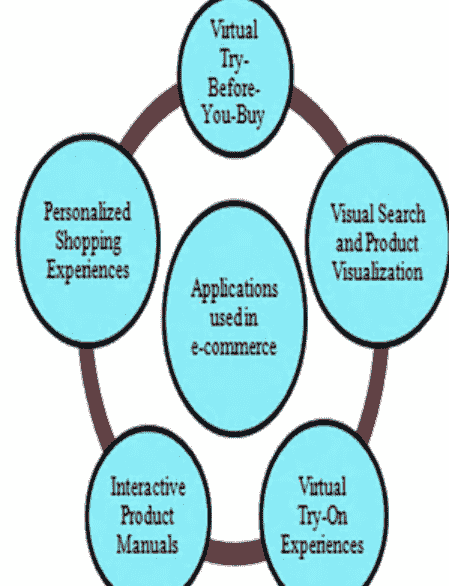 Virtual
Try-
Before-
You-Buy
Personalized
Shopping
Experiences
Visual Search
and Product
Visualization
Applications
used in
e-commerce
Interactive
Product
Manuals
Virtual
Try-On
Experiences